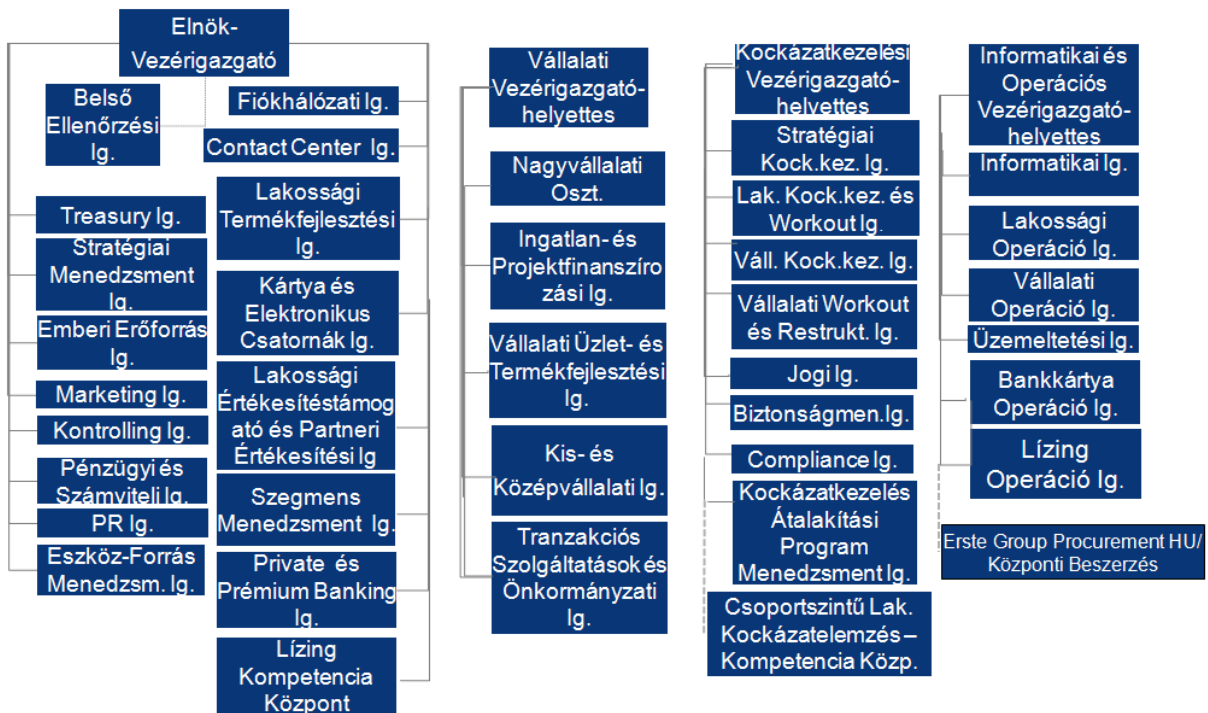 Elnök-
Vezérigazgató
Belső
Ellenőrzési
Ig.
Fiókhálózati Ig.
Contact Center Ig.
Treasury Ig.
Stratégiai
Menedzsment
Ig.
Emberi Erőforrás
Ig.
Marketing Ig.
Kontrolling Ig.
Pénzügyi és
Számviteli Ig.
PR Ig.
Eszköz-Forrás
Menedzsm. Ig.
Lakossági
Termékfejlesztési
Ig.
Kártya és
Elektronikus
Csatornák Ig.
Lakossági
Értékesítéstámog
ató és Partneri
Értékesítési Ig
Szegmens
Menedzsment Ig.
Private és
Prémium Banking
Ig.
Lízing
Kompetencia
Központ
Vállalati
Vezérigazgató-
helyettes
Nagyvállalati
Oszt.
Ingatlan- és
Projektfinanszíro
zási Ig.
Vállalati Üzlet- és
Termékfejlesztési
Ig.
Kis- és
Középvállalati Ig.
Tranzakciós
Szolgáltatások és
Önkormányzati
Ig.
Kockázatkezelési
Vezérigazgató-
helyettes
Stratégiai
Kock.kez. Ig.
Lak. Kock.kez. és
Workout Ig.
Váll. Kock.kez. Ig.
Vállalati Workout
és Restrukt. Ig.
Jogi Ig.
Biztonságmen.Ig.
Compliance Ig.
Kockázatkezelés
Átalakítási
Program
Menedzsment Ig.
Csoportszintű Lak.
Kockázatelemzés –
Kompetencia Közp.
Informatikai és
Operációs
Vezérigazgató-
helyettes
Informatikai Ig.
Lakossági
Operáció Ig.
Vállalati
Operáció Ig.
Üzemeltetési Ig.
Bankkártya
Operáció Ig.
Lízing
Operáció Ig.
Erste Group Procurement HU/
Központi Beszerzés